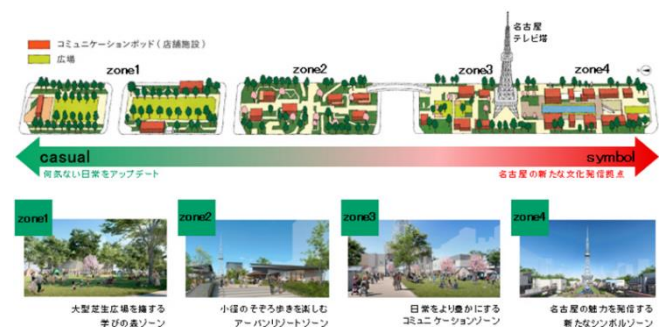 名古屋
テレビ塔
コミュニケーションポッド(店舗施設)
広場
zone1
zone2
zone3
zone4
casual
symbol
何気ない日常をアップデート
名古屋の新たな文化発信拠点
zone1
zone2
zone3
zone4
大型芝生広場を擁する
学びの森ゾーン
小径のそぞろ歩きを楽しむ
アーバンリゾートゾーン
日常をより豊かにする
コミュニケーションゾーン
名古屋の魅力を発信する
新たなシンボルゾーン